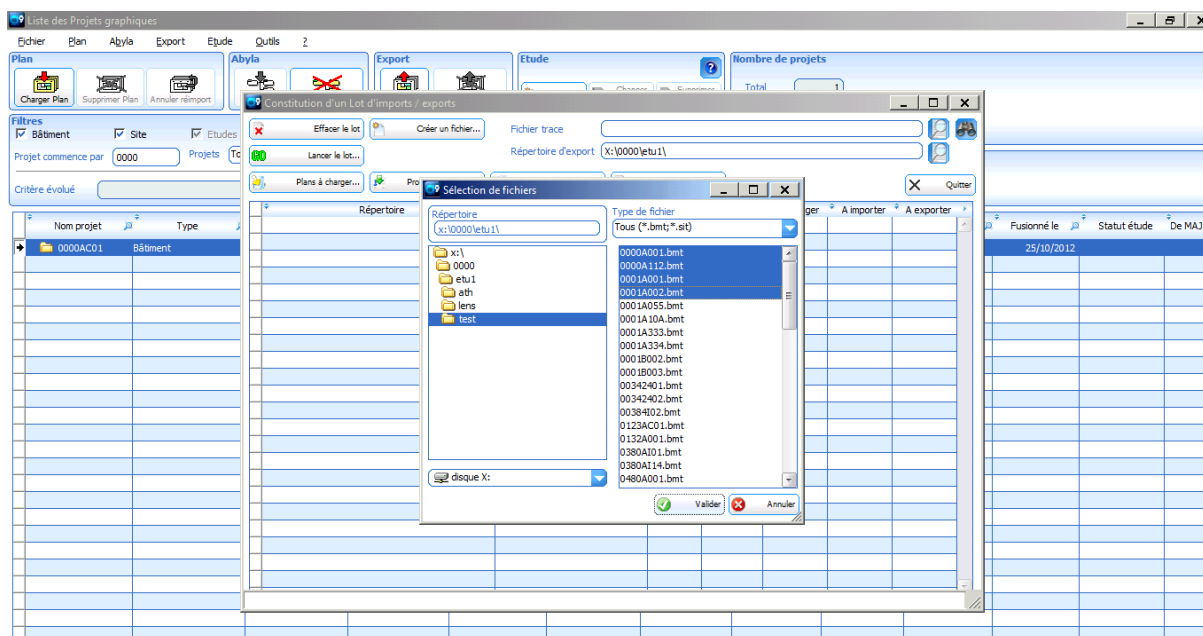 Liste des Projets graphiques
Fichier Plan Abyla Export Etude Outils ?
Plan Abyla Export Etude Nombre de projets
Charger Plan Supprimer Plan Annuler réimport Changer Supprimer Total 1
Constitution d'un Lot d'imports / exports
Filtres
Bâtiment Site Etudes
Projet commence par 0000 Projets
Critère évolué
Effacer le lot Créer un fichier... Fichier trace
Lancer le lot... Répertoire d'export X:\0000\etu1\
Plans à charger... Quitter
Répertoire ger A importer A exporter
Sélection de fichiers
Répertoire
x:\0000\etu1\
Type de fichier
Tous (*.bmt;*.sit)
x:\
0000
etu1
ath
lens
test
disque X:
0000A001.bmt
0000A112.bmt
0001A001.bmt
0001A002.bmt
0001A055.bmt
0001A10A.bmt
0001A333.bmt
0001A334.bmt
0001B002.bmt
0001B003.bmt
00342401.bmt
00342402.bmt
00384I02.bmt
0123AC01.bmt
0132A001.bmt
0380AI01.bmt
0380AI14.bmt
0480A001.bmt
Valider Annuler
Nom projet Type Fusionné le Statut étude De MAJ
0000AC01 Bâtiment 25/10/2012